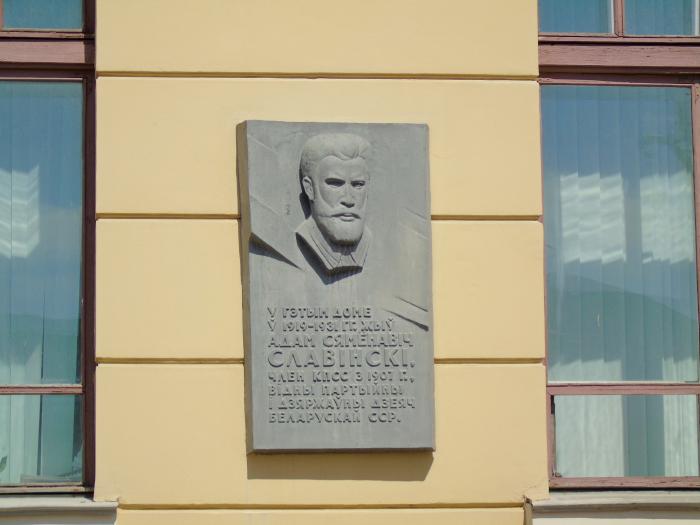 У ГЭТЫМ ДОМЕ
Ў 1919-1931 ГГ. ЖЫЎ
АДАМ СЯМЁНАВІЧ
СЛАВІНСКІ,
ЧЛЕН КПСС З 1907 Г.,
ВІДНЫ ПАРТЫЙНЫ
І ДЗЯРЖАЎНЫ ДЗЕЯЧ
БЕЛАРУСКАЙ ССР.